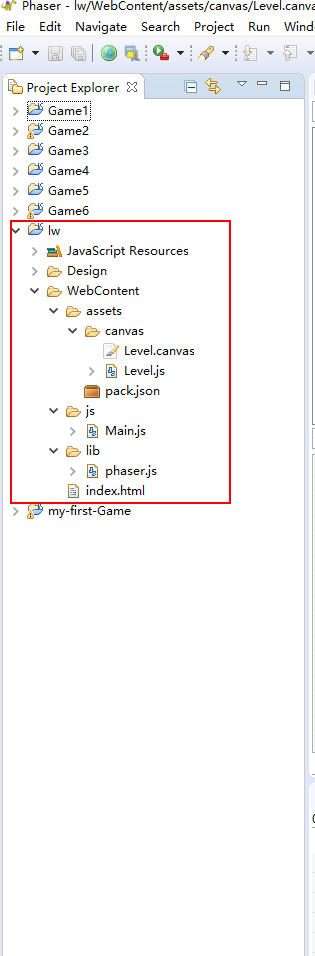 Phaser - lw/WebContent/assets/canvas/Level.canva
File Edit Navigate Search Project Run Wind
Project Explorer
Game1
Game2
Game3
Game4
Game5
Game6
lw
JavaScript Resources
Design
WebContent
assets
canvas
Level.canvas
Level.js
pack.json
js
Main.js
lib
phaser.js
index.html
my-first-Game